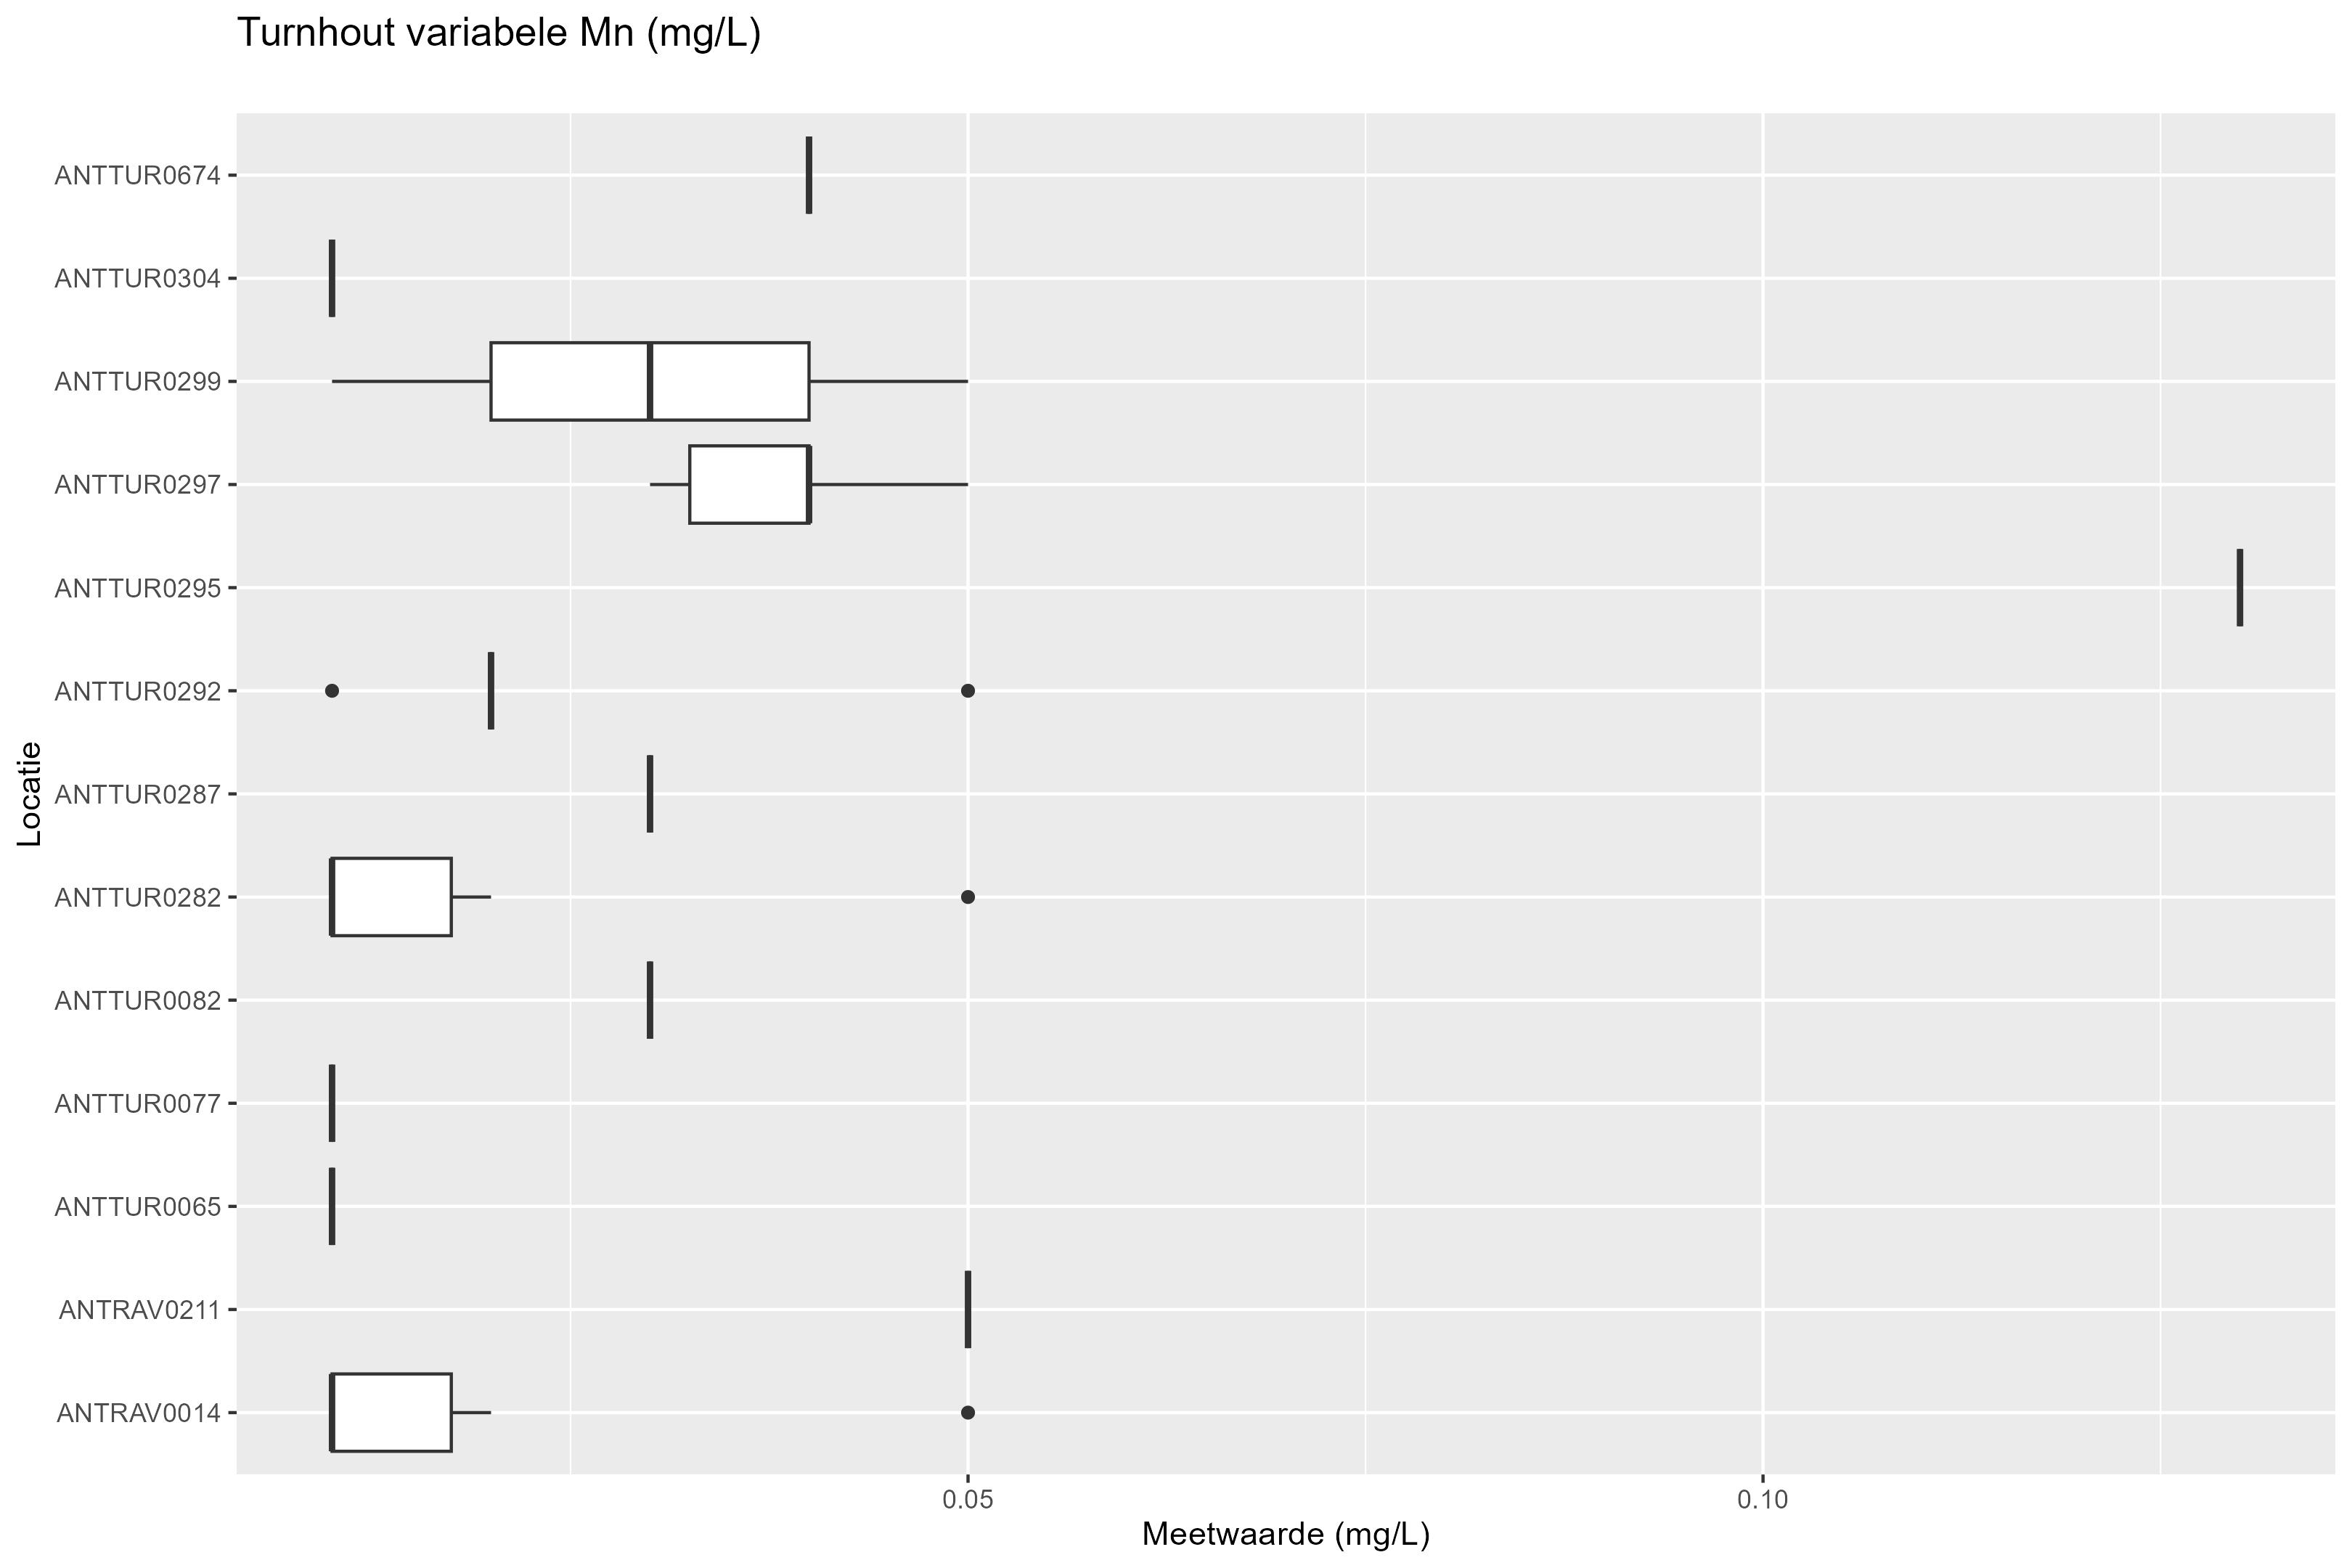 Turnhout variabele Mn (mg/L)
ANTTUR0674
ANTTUR0304
ANTTUR0299
ANTTUR0297
ANTTUR0295
ANTTUR0292
ANTTUR0287
ANTTUR0282
ANTTUR0082
ANTTUR0077
ANTTUR0065
ANTRAV0211
ANTRAV0014
Locatie
0.05 0.10
Meetwaarde (mg/L)